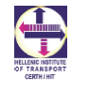 HELLENIC INSTITUTE
OF TRANSPORT
CERTH / HIT